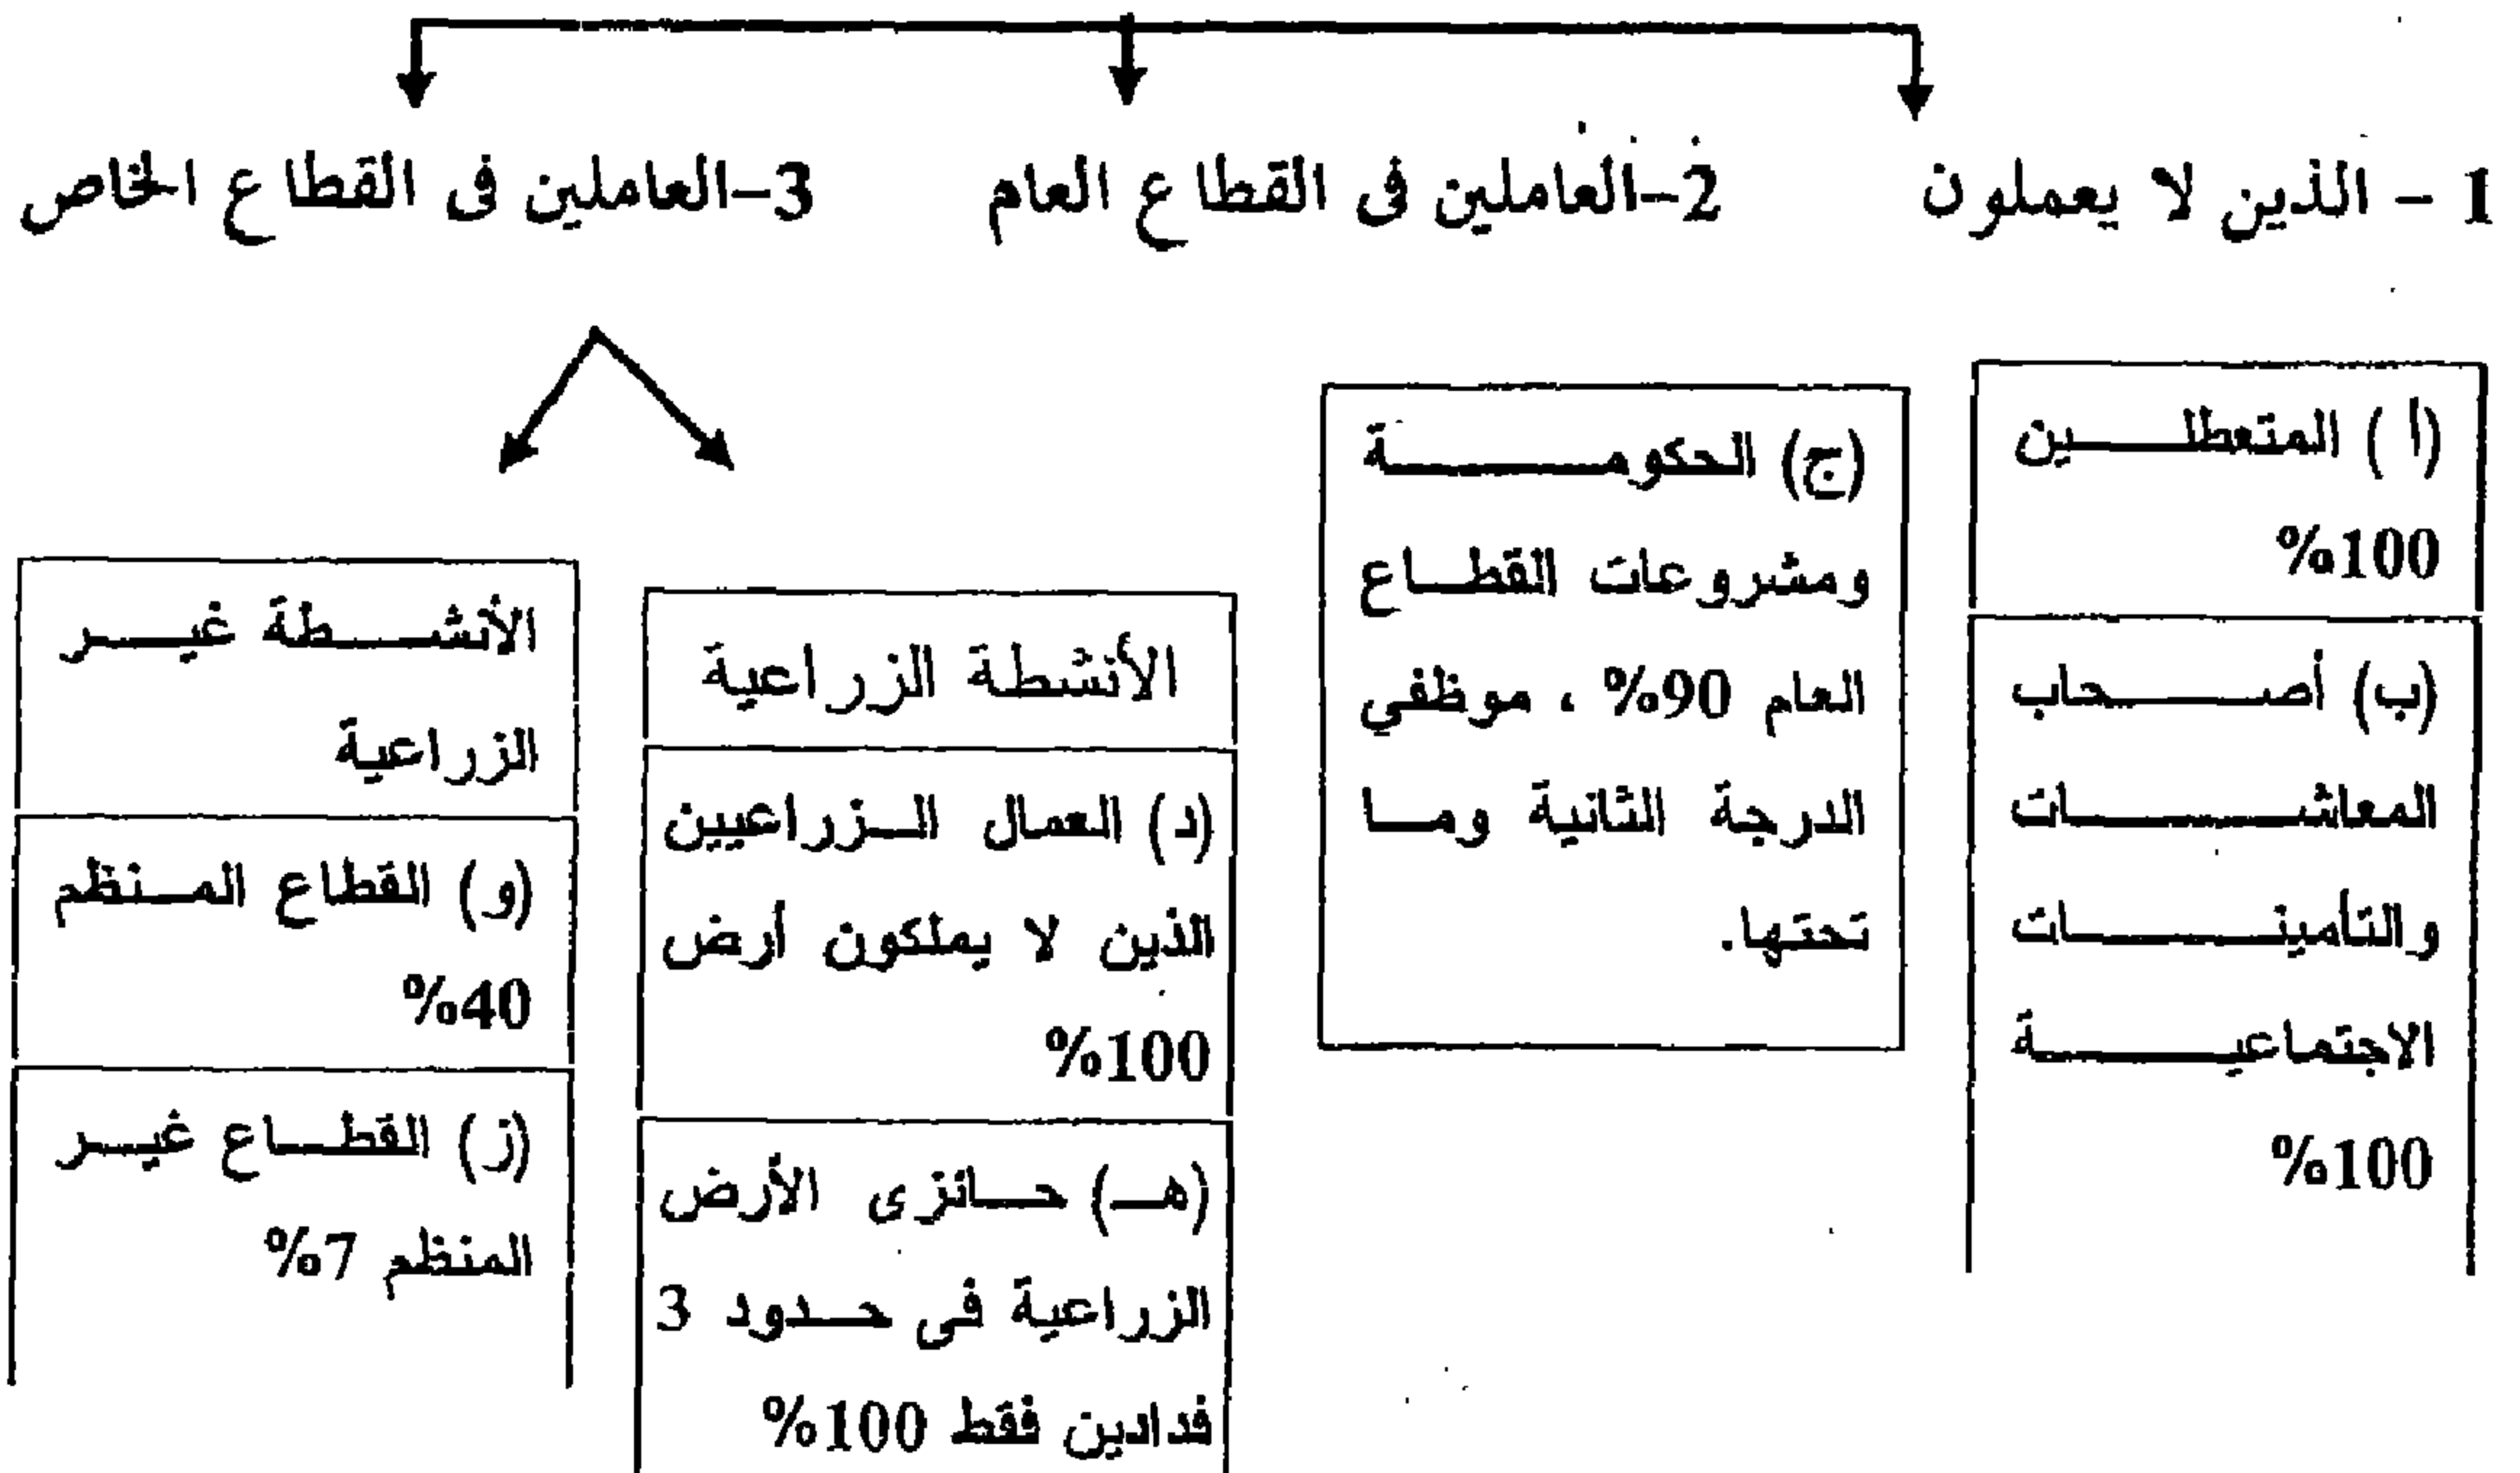 1 - الذين لا يعملون
2-العاملين فى القطاع العام
3-العاملين فى القطاع الخاص
(أ) المتعطلين
100%
(ب) أصحاب
المعاشات
والتأمينات
الاجتماعية
100%
(ج) الحكومة
ومشروعات القطاع
العام 90% ، موظفي
الدرجة الثانية وما
تحتها.
الأنشطة الزراعية
(د) العمال الزراعيين
الذين لا يملكون أرض
100%
(هـ) حائزى الأرض
الزراعية فى حدود 3
فدادين فقط 100%
الأنشطة غير
الزراعية
(و) القطاع المنظم
40%
(ز) القطاع غير
المنظم 7%